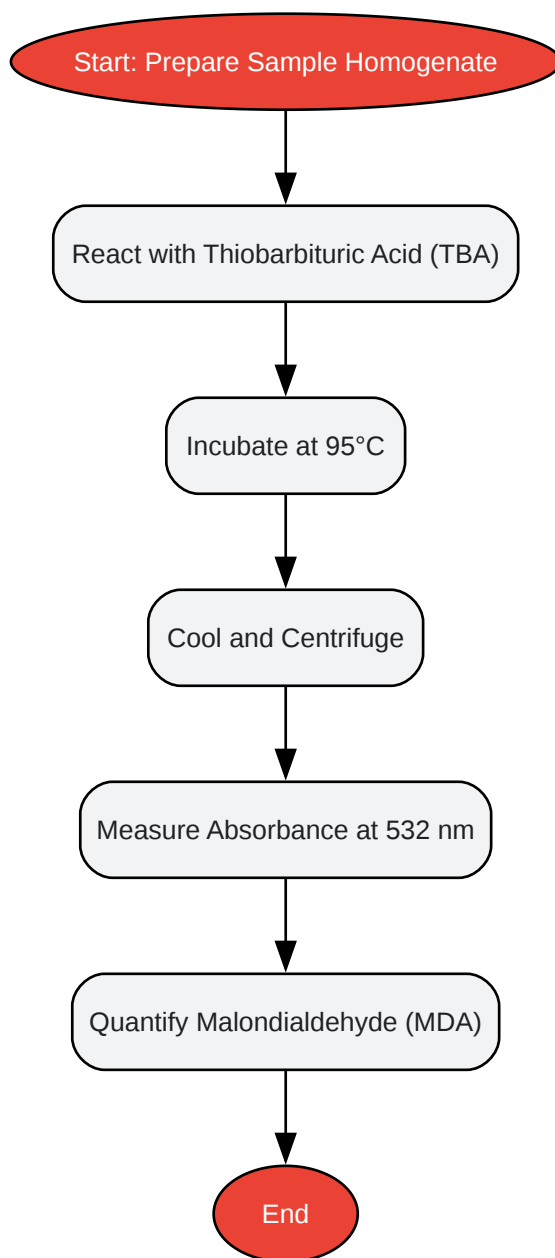 Start: Prepare Sample Homogenate
React with Thiobarbituric Acid (TBA)
Incubate at 95°C
Cool and Centrifuge
Measure Absorbance at 532 nm
Quantify Malondialdehyde (MDA)
End